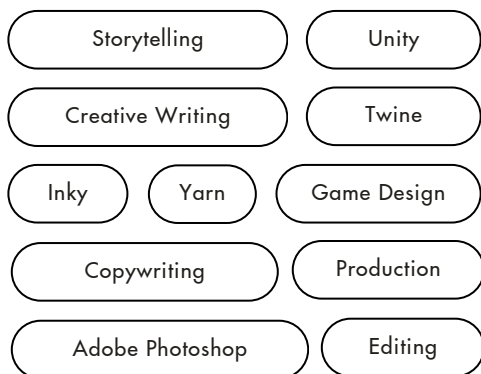 Storytelling Unity
Creative Writing Twine
Inky Yarn Game Design
Copywriting Production
Adobe Photoshop Editing